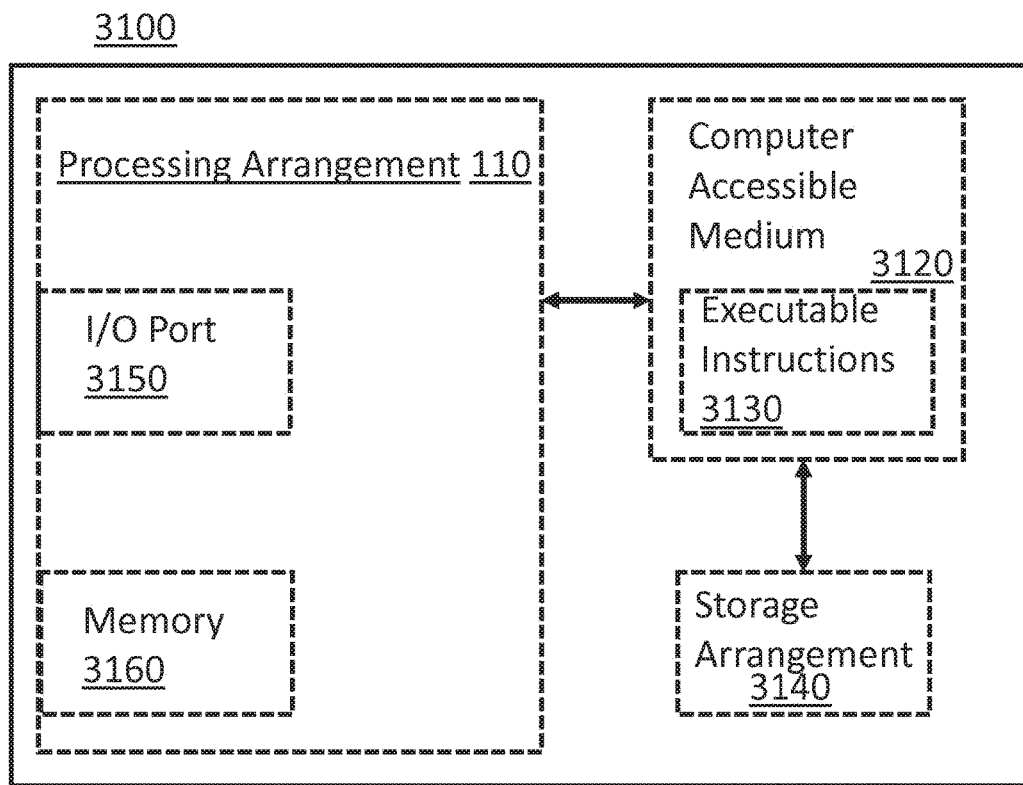 3100
Processing Arrangement 110
I/O Port
3150
Memory
3160
Computer
Accessible
Medium
3120
Executable
Instructions
3130
Storage
Arrangement
3140